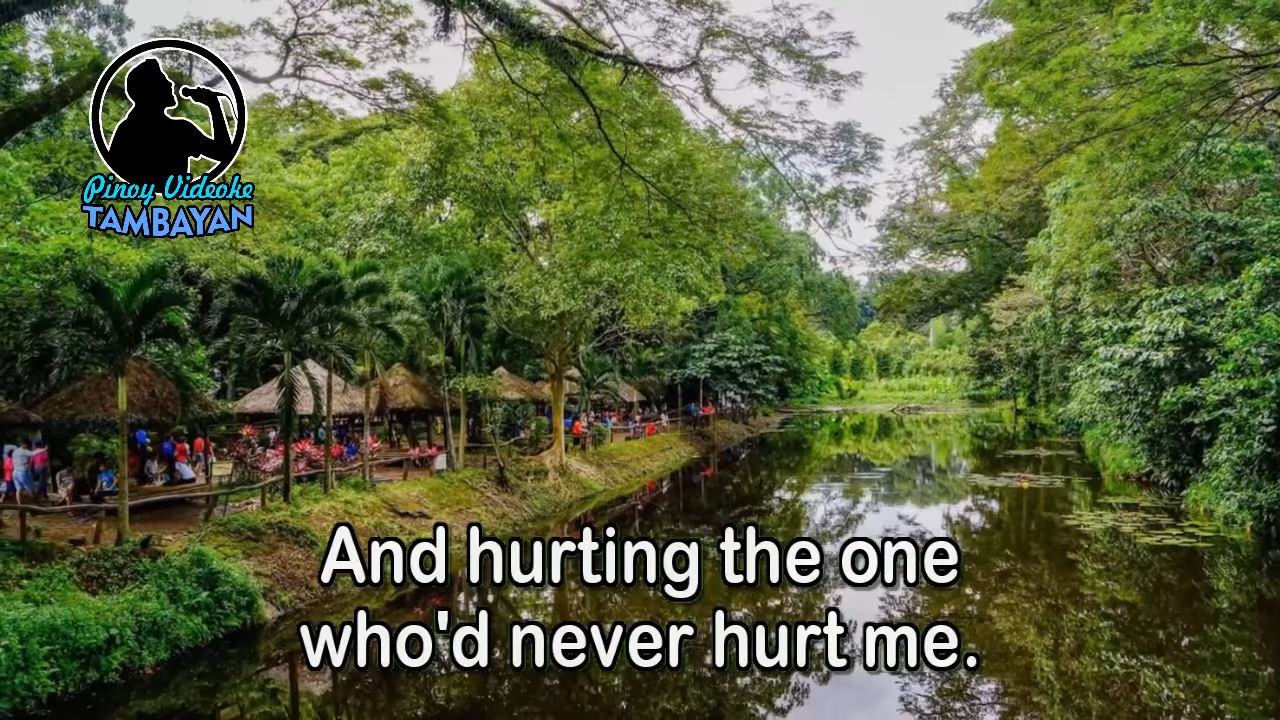 Pinoy Videoke
TAMBAYAN
And hurting the one
who'd never hurt me.